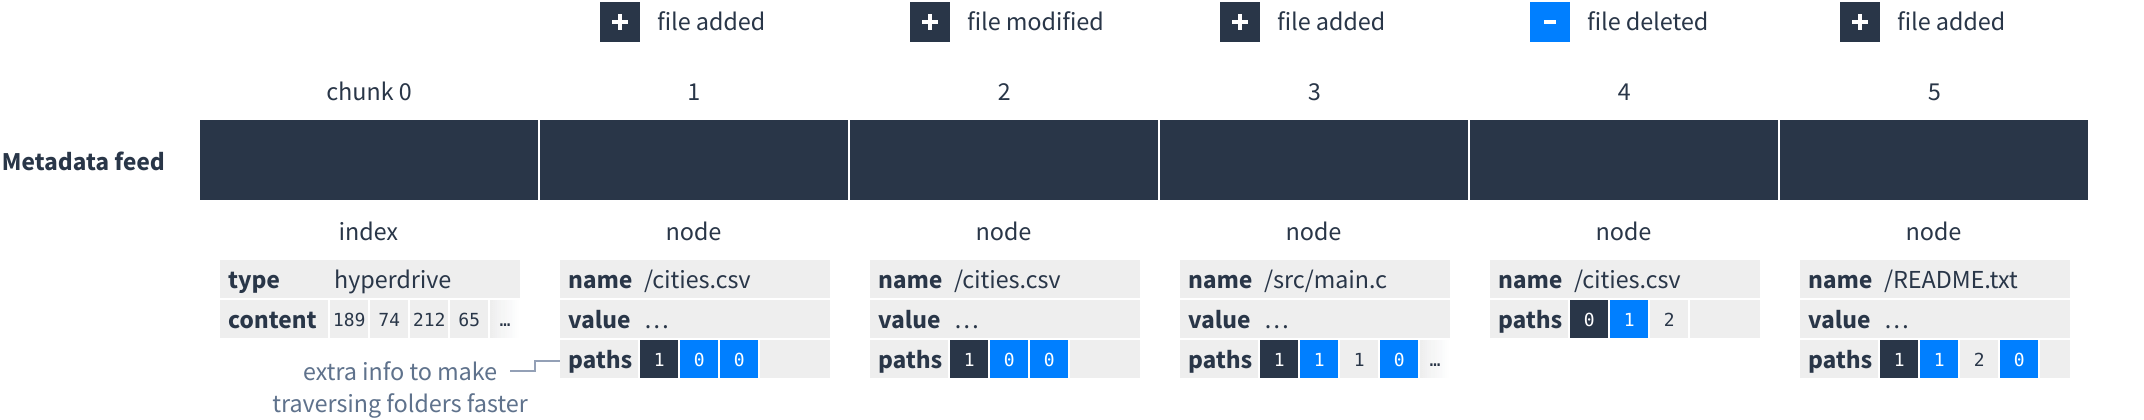 + file added + file modified + file added − file deleted + file added
chunk 0 1 2 3 4 5
Metadata feed
index node node node node node
type hyperdrive name /cities.csv name /cities.csv name /src/main.c name /cities.csv name /README.txt
content 189 74 212 65 … value … value … value … paths 0 1 2 value …
paths 1 0 0 paths 1 0 0 paths 1 1 1 0 … paths 1 1 2 0
extra info to make
traversing folders faster